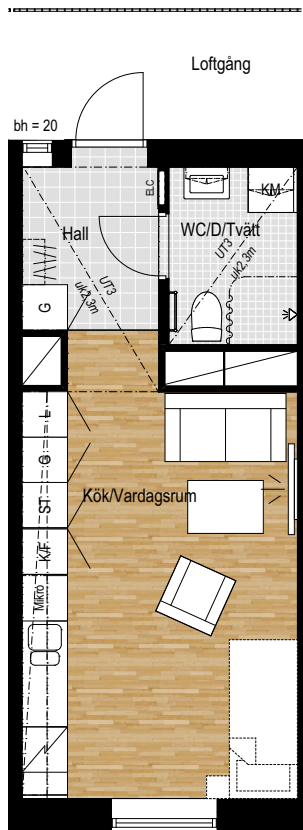 Loftgång
bh = 20
ELC
KM
Hall
WC/D/Tvätt
UT3
uk2,3m
UT3
uk2,3m
G
L
G
ST
K/F
Mikro
Kök/Vardagsrum